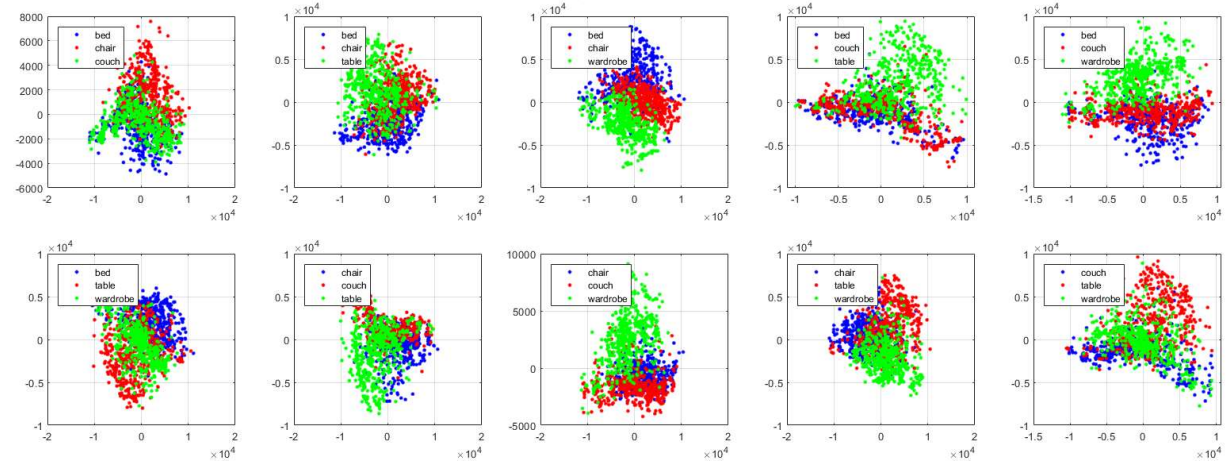 8000
6000
4000
2000
0
-2000
-4000
-6000
bed
chair
couch
-2 -1 0 1 2
× 10^4
× 10^4
1
0.5
0
-0.5
-1
bed
chair
table
-2 -1 0 1 2
× 10^4
× 10^4
1
0.5
0
-0.5
-1
bed
chair
wardrobe
-2 -1 0 1 2
× 10^4
× 10^4
1
0.5
0
-0.5
-1
bed
couch
table
-1 -0.5 0 0.5 1
× 10^4
× 10^4
1
0.5
0
-0.5
-1
bed
couch
wardrobe
-1.5 -1 -0.5 0 0.5 1
× 10^4
× 10^4
1
0.5
0
-0.5
-1
bed
table
wardrobe
-2 -1 0 1 2
× 10^4
× 10^4
1
0.5
0
-0.5
-1
chair
couch
table
-2 -1 0 1 2
× 10^4
10000
5000
0
-5000
chair
couch
wardrobe
-2 -1 0 1 2
× 10^4
× 10^4
1
0.5
0
-0.5
-1
chair
table
wardrobe
-2 -1 0 1 2
× 10^4
× 10^4
1
0.5
0
-0.5
-1
couch
table
wardrobe
-1.5 -1 -0.5 0 0.5 1
× 10^4